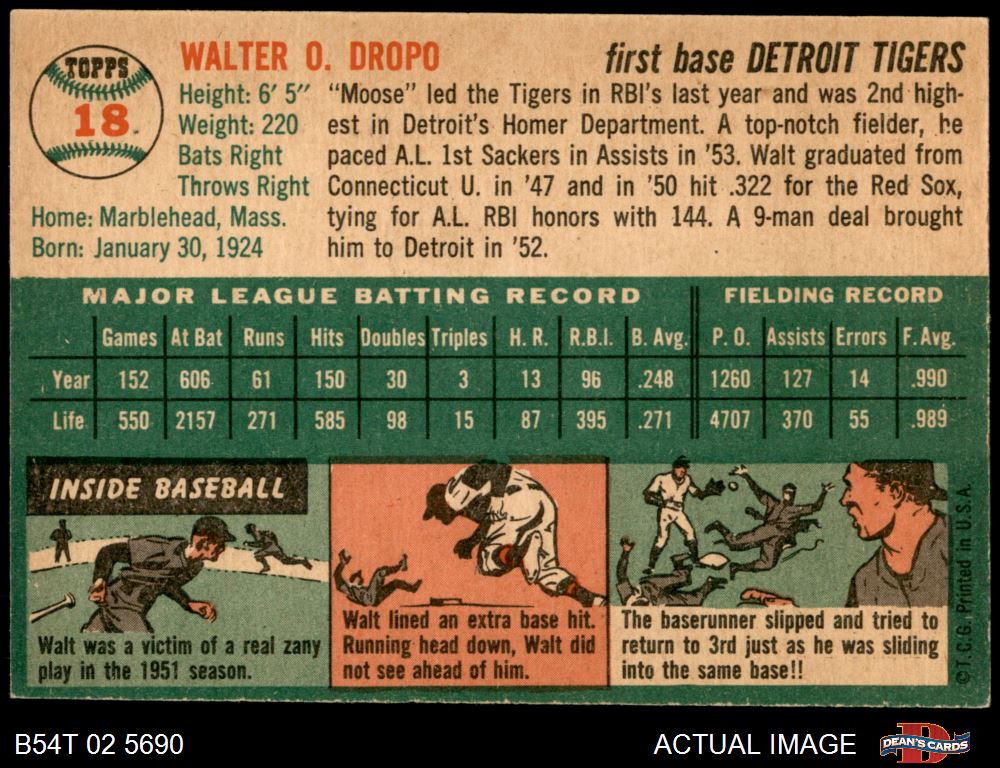 TOPPS
18
WALTER O. DROPO
first base DETROIT TIGERS
Height: 6' 5"
Weight: 220
Bats Right
Throws Right
Home: Marblehead, Mass.
Born: January 30, 1924
"Moose" led the Tigers in RBI's last year and was 2nd high-
est in Detroit's Homer Department. A top-notch fielder, he
paced A.L. 1st Sackers in Assists in '53. Walt graduated from
Connecticut U. in '47 and in '50 hit .322 for the Red Sox,
tying for A.L. RBI honors with 144. A 9-man deal brought
him to Detroit in '52.
MAJOR LEAGUE BATTING RECORD FIELDING RECORD
Games At Bat Runs Hits Doubles Triples H. R. R.B.I. B. Avg. P. O. Assists Errors F. Avg.
Year 152 606 61 150 30 3 13 96 .248 1260 127 14 .990
Life 550 2157 271 585 98 15 87 395 .271 4707 370 55 .989
INSIDE BASEBALL
Walt was a victim of a real zany
play in the 1951 season.
Walt lined an extra base hit.
Running head down, Walt did
not see ahead of him.
The baserunner slipped and tried to
return to 3rd just as he was sliding
into the same base!!
©T.C.G. Printed in U.S.A.
B54T 02 5690
ACTUAL IMAGE
D
DEAN'S CARDS